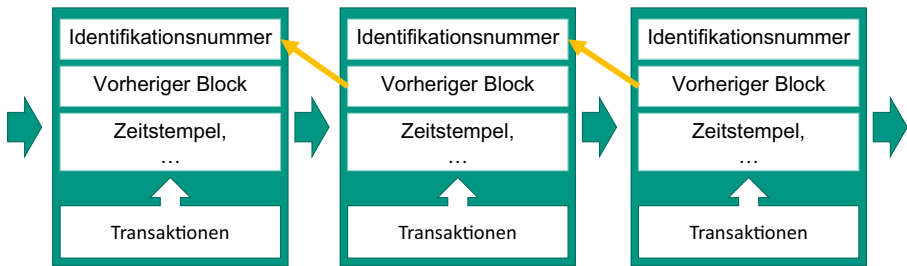 Identifikationsnummer
Vorheriger Block
Zeitstempel,
…
Transaktionen
Identifikationsnummer
Vorheriger Block
Zeitstempel,
…
Transaktionen
Identifikationsnummer
Vorheriger Block
Zeitstempel,
…
Transaktionen